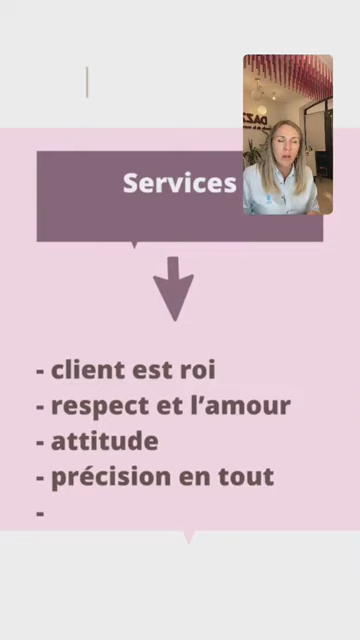 Services
- client est roi
- respect et l'amour
- attitude
- précision en tout
-